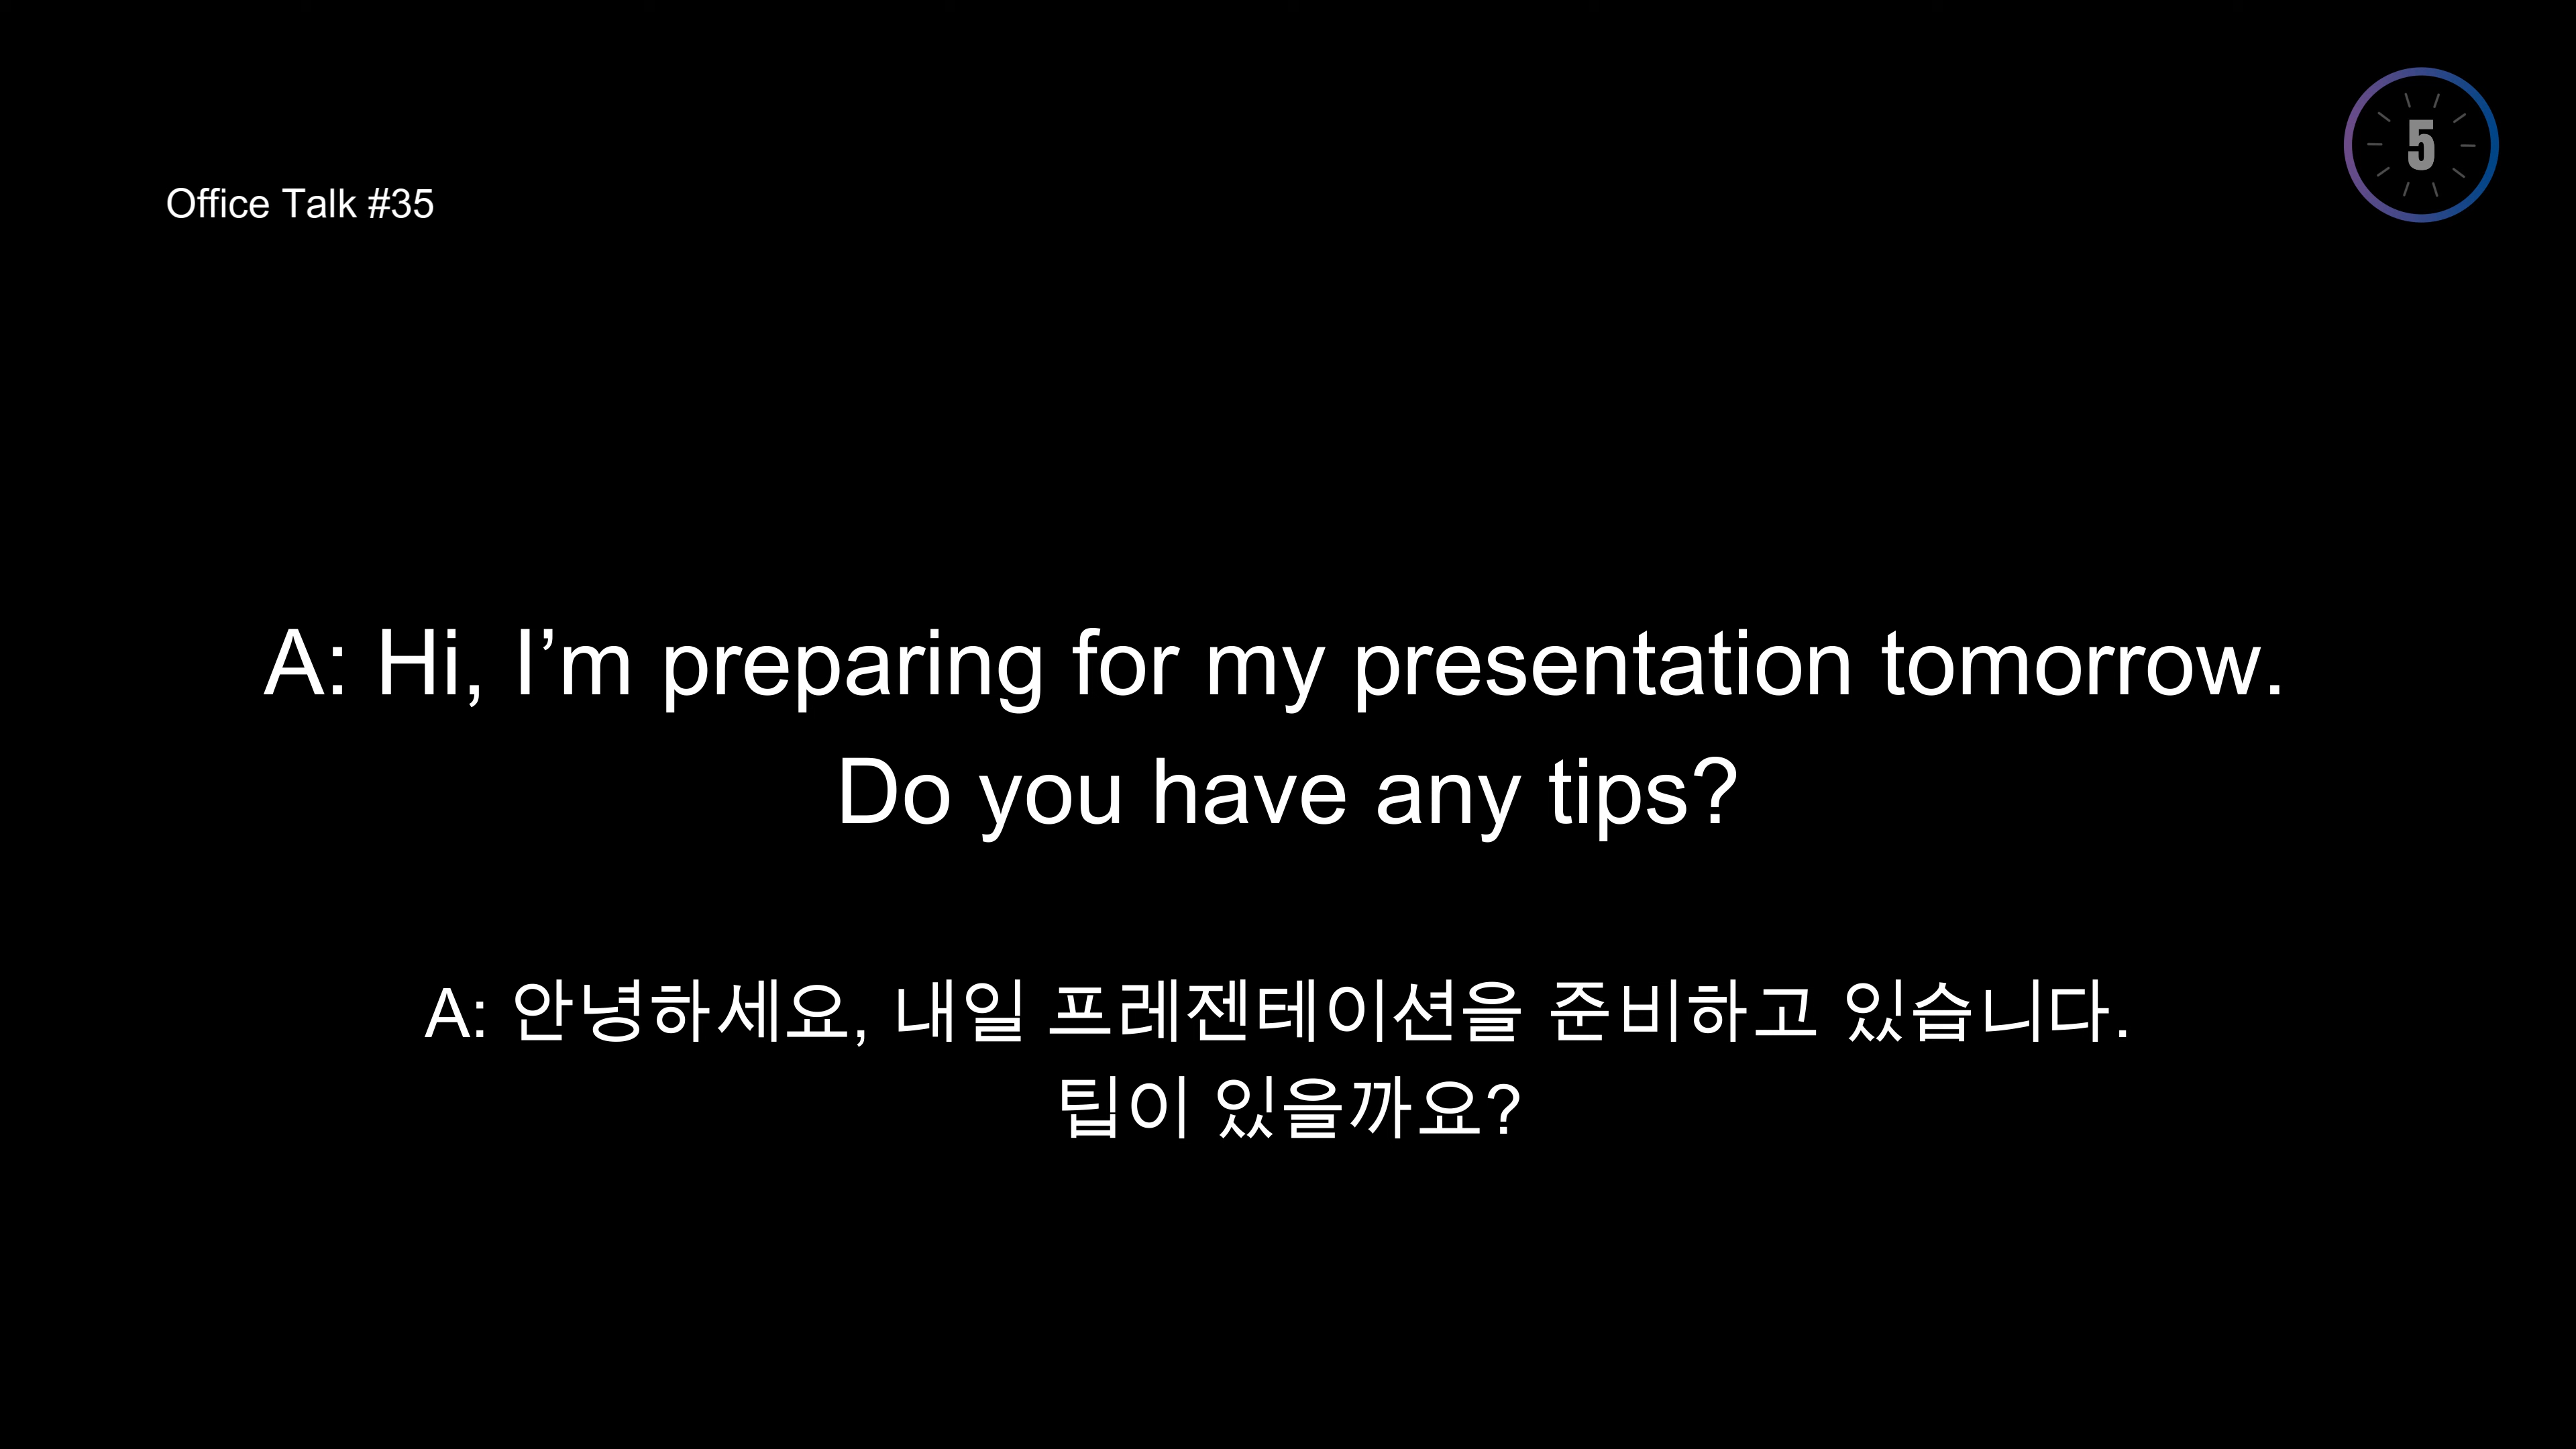 5
Office Talk #35
A: Hi, I’m preparing for my presentation tomorrow.
Do you have any tips?
A: 안녕하세요, 내일 프레젠테이션을 준비하고 있습니다.
팁이 있을까요?